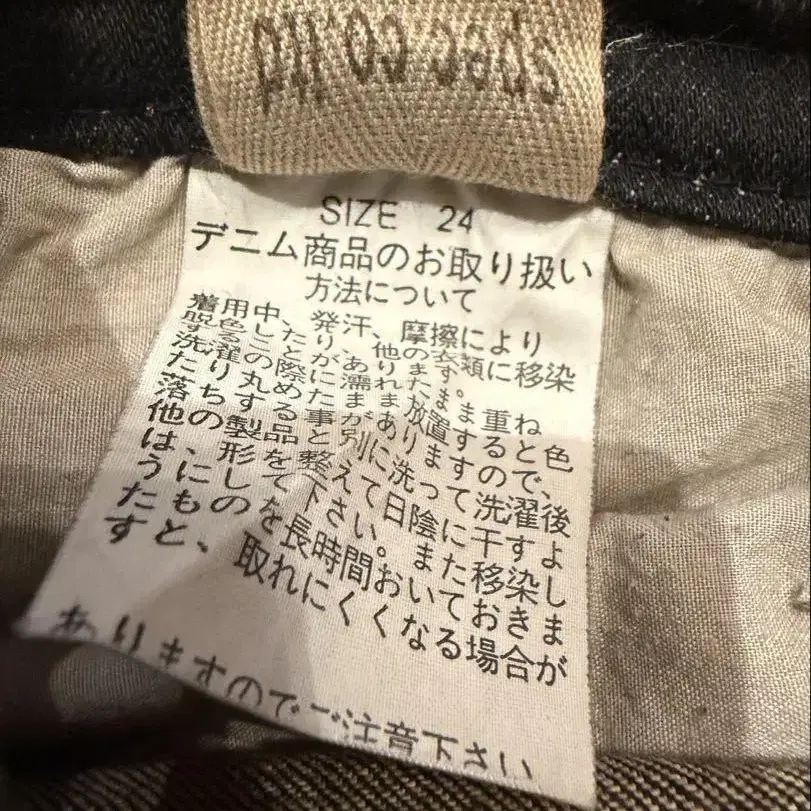 spec co.,ltd
SIZE 24
デニム商品のお取り扱い
方法について
着用中、発汗、摩擦により
脱色したり、他の衣類に移染
することがあります。
洗濯の際に濡れたまま重ね
たり丸めたまま放置すると色
落ちする事がありますので、
他の製品と別に洗って洗濯後
は、形を整えて日陰に干すよ
うにして下さい。また移染し
たものを長時間おいておきま
すと、取れにくくなる場合が
ありますのでご注意下さい